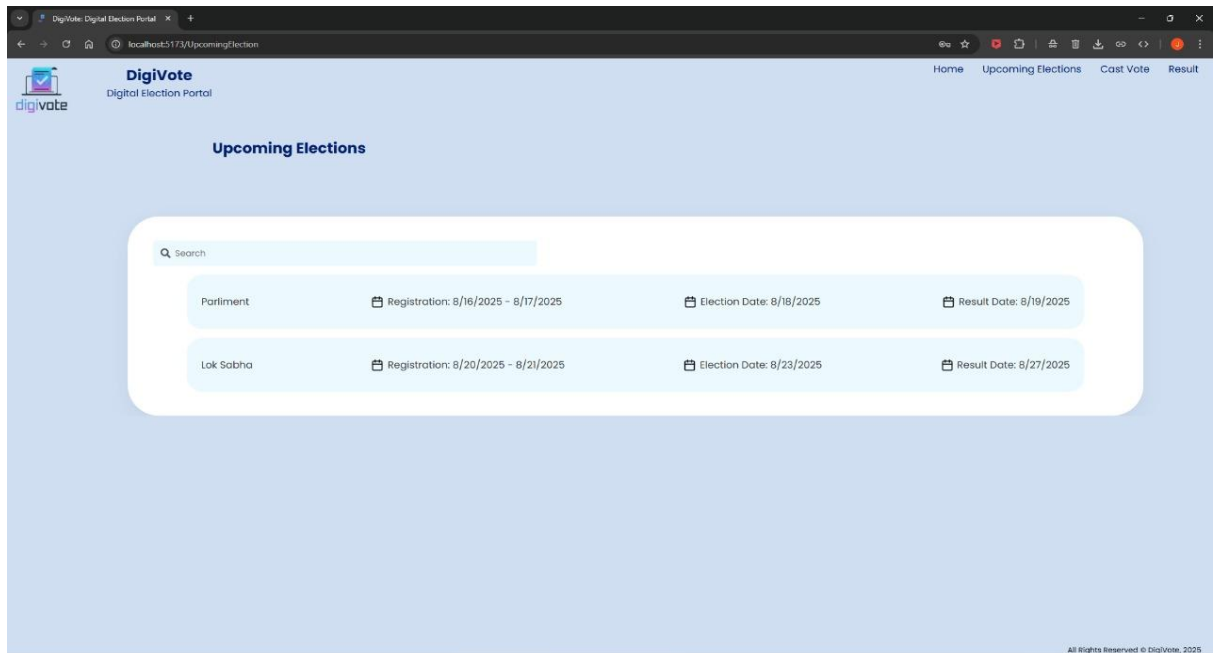 DigiVote: Digital Election Portal
localhost:5173/UpcomingElection
digivote
DigiVote
Digital Election Portal
Home Upcoming Elections Cast Vote Result
Upcoming Elections
Search
Parliment Registration: 8/16/2025 - 8/17/2025 Election Date: 8/18/2025 Result Date: 8/19/2025
Lok Sabha Registration: 8/20/2025 - 8/21/2025 Election Date: 8/23/2025 Result Date: 8/27/2025
All Rights Reserved © DigiVote, 2025